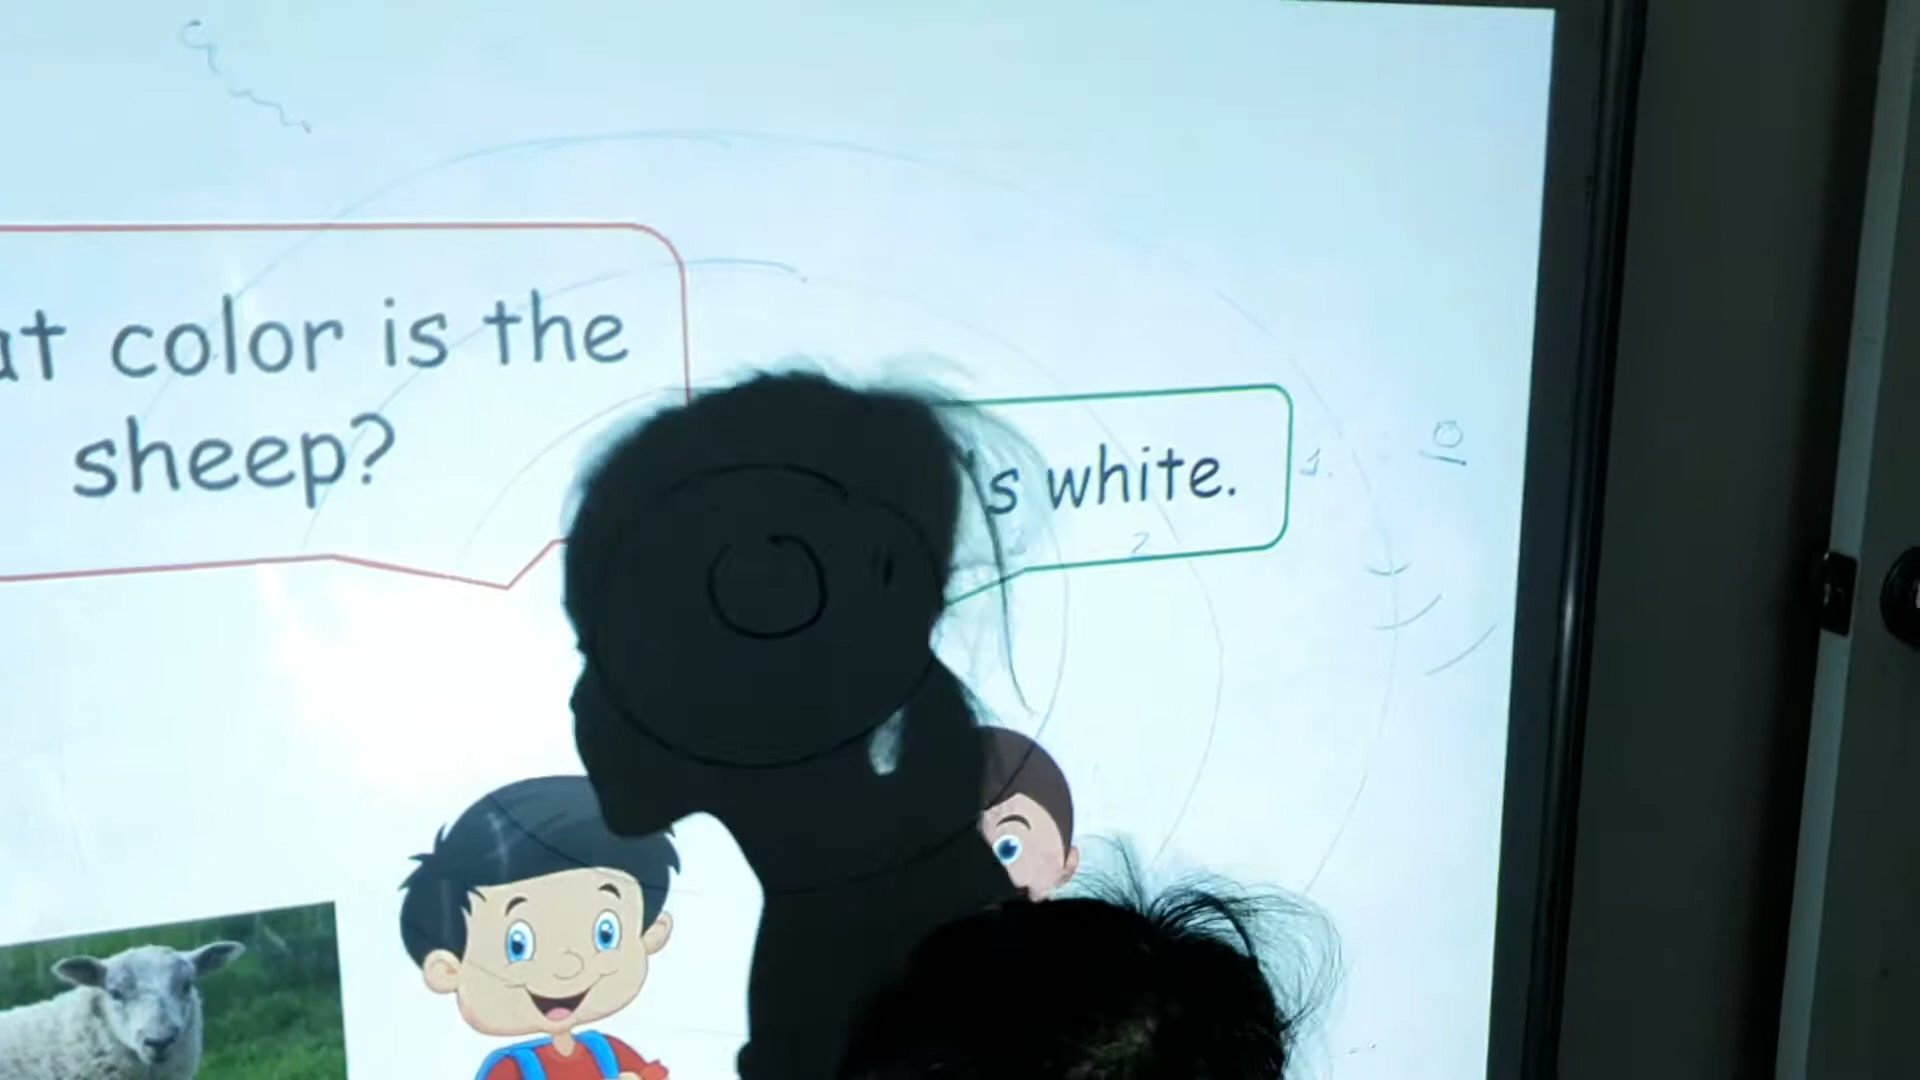 at color is the
sheep?
's white.